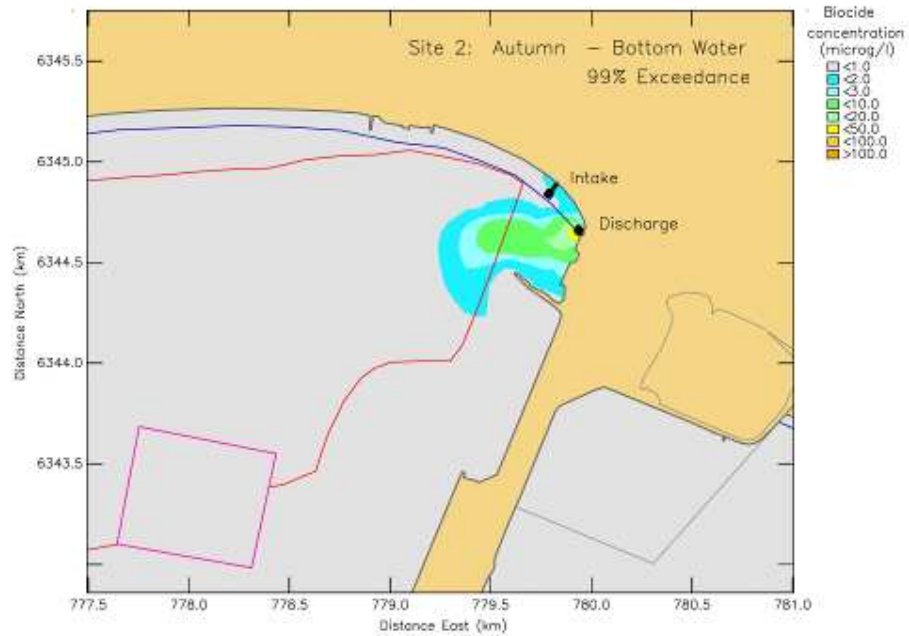 Biocide
concentration
(microg/l)
<1.0
<2.0
<3.0
<10.0
<20.0
<50.0
<100.0
>100.0
Site 2: Autumn – Bottom Water
99% Exceedance
Intake
Discharge
Distance North (km)
6345.5
6345.0
6344.5
6344.0
6343.5
777.5 778.0 778.5 779.0 779.5 780.0 780.5 781.0
Distance East (km)